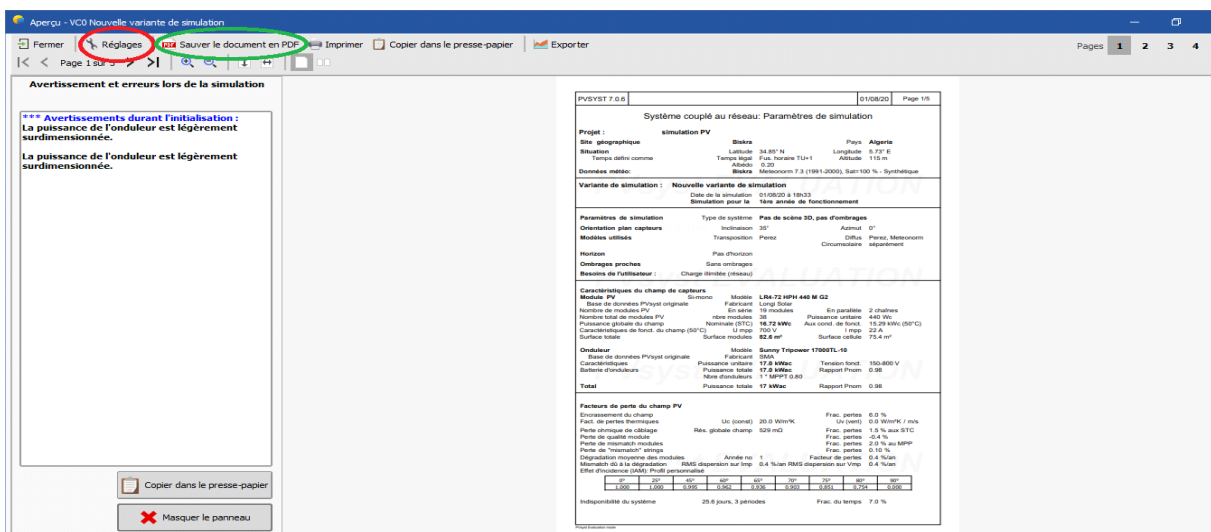 Aperçu - VC0 Nouvelle variante de simulation
Fermer Réglages PDF Sauver le document en PDF Imprimer Copier dans le presse-papier Exporter Pages 1 2 3 4
Page 1 sur 5
Avertissement et erreurs lors de la simulation
*** Avertissements durant l'initialisation :
La puissance de l'onduleur est légèrement
surdimensionnée.
La puissance de l'onduleur est légèrement
surdimensionnée.
Copier dans le presse-papier
Masquer le panneau
PVSYST 7.0.6 01/08/20 Page 1/5
Système couplé au réseau: Paramètres de simulation
Projet : simulation PV
Site géographique Biskra Pays Algeria
Situation Latitude 34.85° N Longitude 5.73° E
Temps défini comme Temps légal Fus. horaire TU+1 Altitude 115 m
Albédo 0.20
Données météo: Biskra Meteonorm 7.3 (1991-2000), Sat=100 % - Synthétique
Variante de simulation : Nouvelle variante de simulation
Date de la simulation 01/08/20 à 18h33
Simulation pour la 1ère année de fonctionnement
Paramètres de simulation Type de système Pas de scène 3D, pas d'ombrages
Orientation plan capteurs Inclinaison 35° Azimut 0°
Modèles utilisés Transposition Perez Diffus Perez, Meteonorm
Circumsolaire séparément
Horizon Pas d'horizon
Ombrages proches Sans ombrages
Besoins de l'utilisateur : Charge illimitée (réseau)
Caractéristiques du champ de capteurs
Module PV Si-mono Modèle LR4-72 HPH 440 M G2
Base de données PVsyst originale Fabricant Longi Solar
Nombre de modules PV En série 19 modules En parallèle 2 chaînes
Nombre total de modules PV nbre modules 38 Puissance unitaire 440 Wc
Puissance globale du champ Nominale (STC) 16.72 kWc Aux cond. de fonct. 15.29 kWc (50°C)
Caractéristiques de fonct. du champ (50°C) U mpp 700 V I mpp 22 A
Surface totale Surface modules 82.6 m² Surface cellule 75.4 m²
Onduleur Modèle Sunny Tripower 17000TL-10
Base de données PVsyst originale Fabricant SMA
Caractéristiques Puissance unitaire 17.0 kWac Tension fonct. 150-800 V
Batterie d'onduleurs Puissance totale 17.0 kWac Rapport Pnom 0.98
Nbre d'onduleurs 1 * MPPT 0.80
Total Puissance totale 17 kWac Rapport Pnom 0.98
Facteurs de perte du champ PV
Encrassement du champ Frac. pertes 6.0 %
Fact. de pertes thermiques Uc (const) 20.0 W/m²K Uv (vent) 0.0 W/m²K / m/s
Perte ohmique de câblage Rés. globale champ 529 mΩ Frac. pertes 1.5 % aux STC
Perte de qualité module Frac. pertes -0.4 %
Perte de mismatch modules Frac. pertes 2.0 % au MPP
Perte de "mismatch" strings Frac. pertes 0.10 %
Dégradation moyenne des modules Année no 1 Facteur de pertes 0.4 %/an
Mismatch dû à la dégradation RMS dispersion sur Imp 0.4 %/an RMS dispersion sur Vmp 0.4 %/an
Effet d'incidence (IAM): Profil personnalisé
0° 25° 45° 60° 65° 70° 75° 80° 90°
1.000 1.000 0.995 0.962 0.936 0.903 0.851 0.754 0.000
Indisponibilité du système 25.6 jours, 3 périodes Frac. du temps 7.0 %
PVsyst Evaluation mode